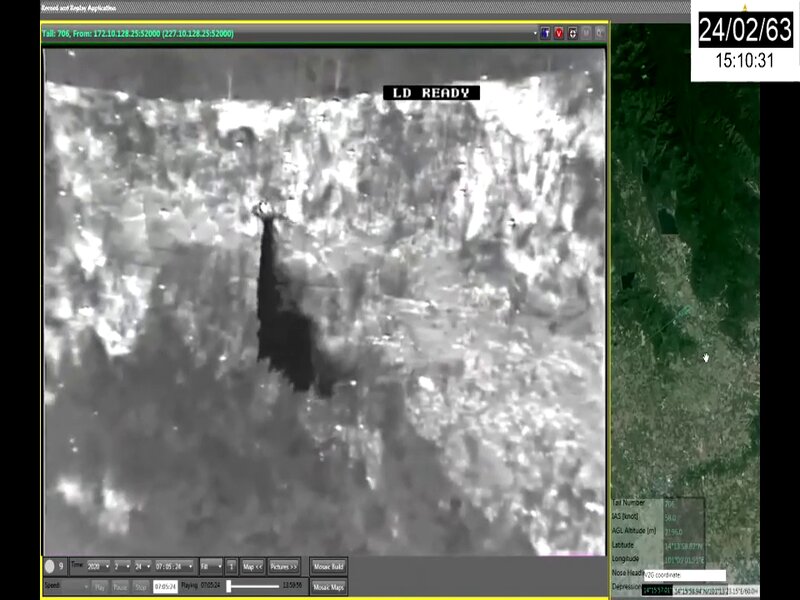 Record and Replay Application
24/02/63
15:10:31
Tail: 706, From: 172.10.128.25:52000 (227.10.128.25:52000)
LD READY
Tail Number
IAS [knot]
AGL Altitude [m]
Latitude
Longitude
Nose Headin
V2G coordinate:
Depression
9 Time: 2020 2 24 07:05:24 Fit 1 Map << Pictures >> Mosaic Build
Speed: Play Pause Stop 07:05:24 Playing 07:05:24 13:59:56 Mosaic Maps